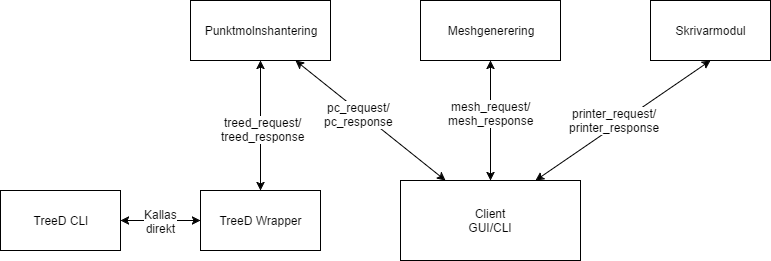 Punktmolnshantering
Meshgenerering
Skrivarmodul
treed_request/
treed_response
pc_request/
pc_response
mesh_request/
mesh_response
printer_request/
printer_response
TreeD CLI
Kallas
direkt
TreeD Wrapper
Client
GUI/CLI